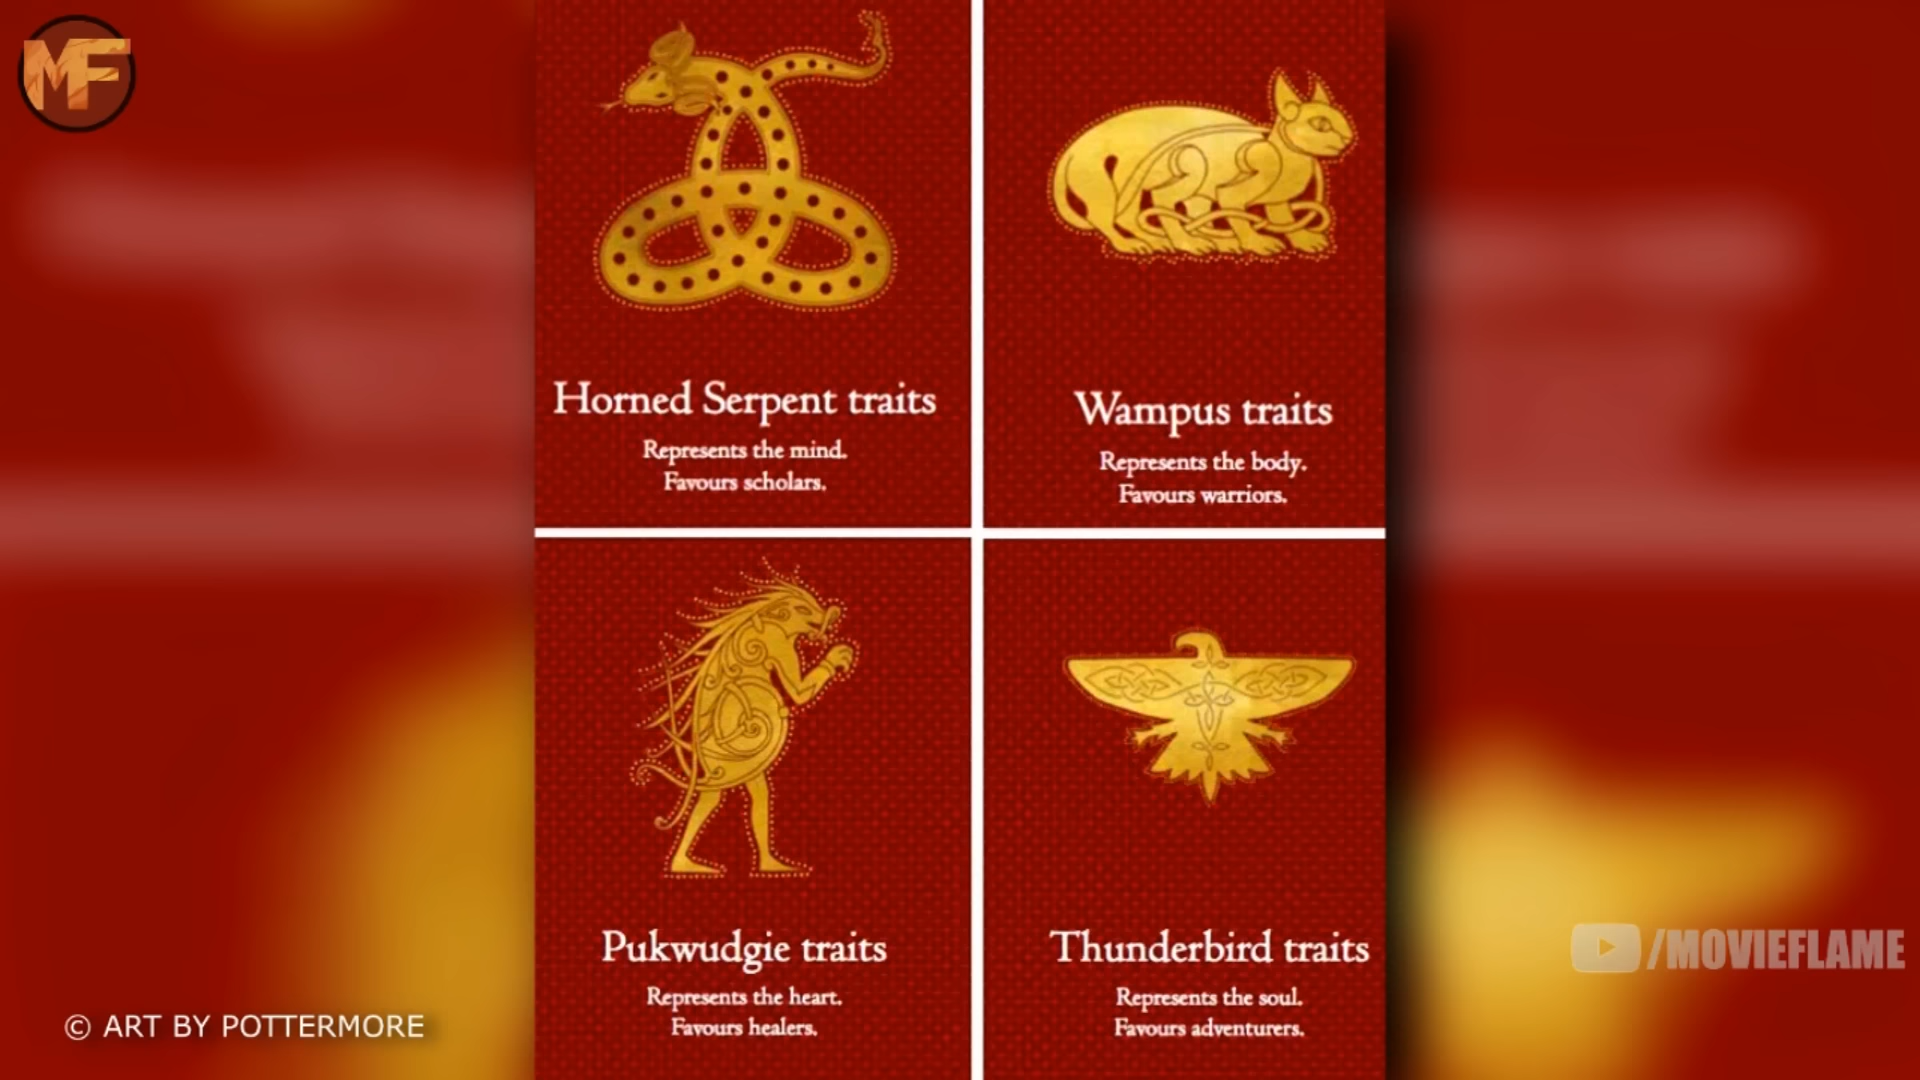 MF
Horned Serpent traits
Represents the mind.
Favours scholars.
Wampus traits
Represents the body.
Favours warriors.
Pukwudgie traits
Represents the heart.
Favours healers.
Thunderbird traits
Represents the soul.
Favours adventurers.
/MOVIEFLAME
© ART BY POTTERMORE